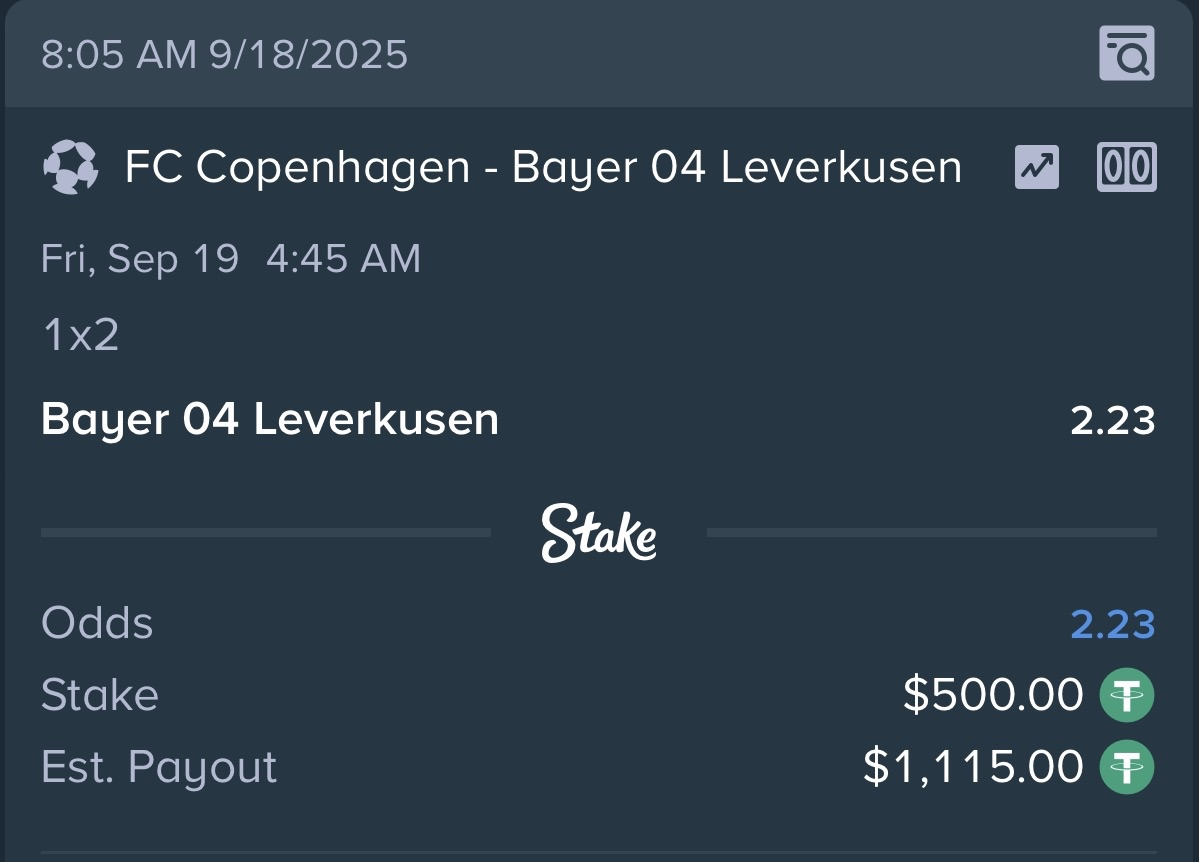 8:05 AM 9/18/2025
FC Copenhagen - Bayer 04 Leverkusen
00
Fri, Sep 19 4:45 AM
1x2
Bayer 04 Leverkusen 2.23
Stake
Odds 2.23
Stake $500.00
Est. Payout $1,115.00